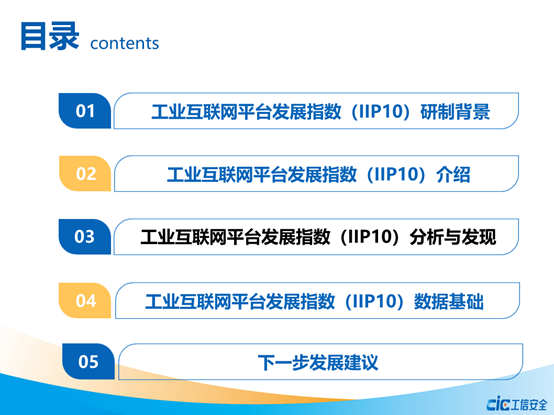 目录 contents
01 工业互联网平台发展指数（IIP10）研制背景
02 工业互联网平台发展指数（IIP10）介绍
03 工业互联网平台发展指数（IIP10）分析与发现
04 工业互联网平台发展指数（IIP10）数据基础
05 下一步发展建议
CIC工信安全